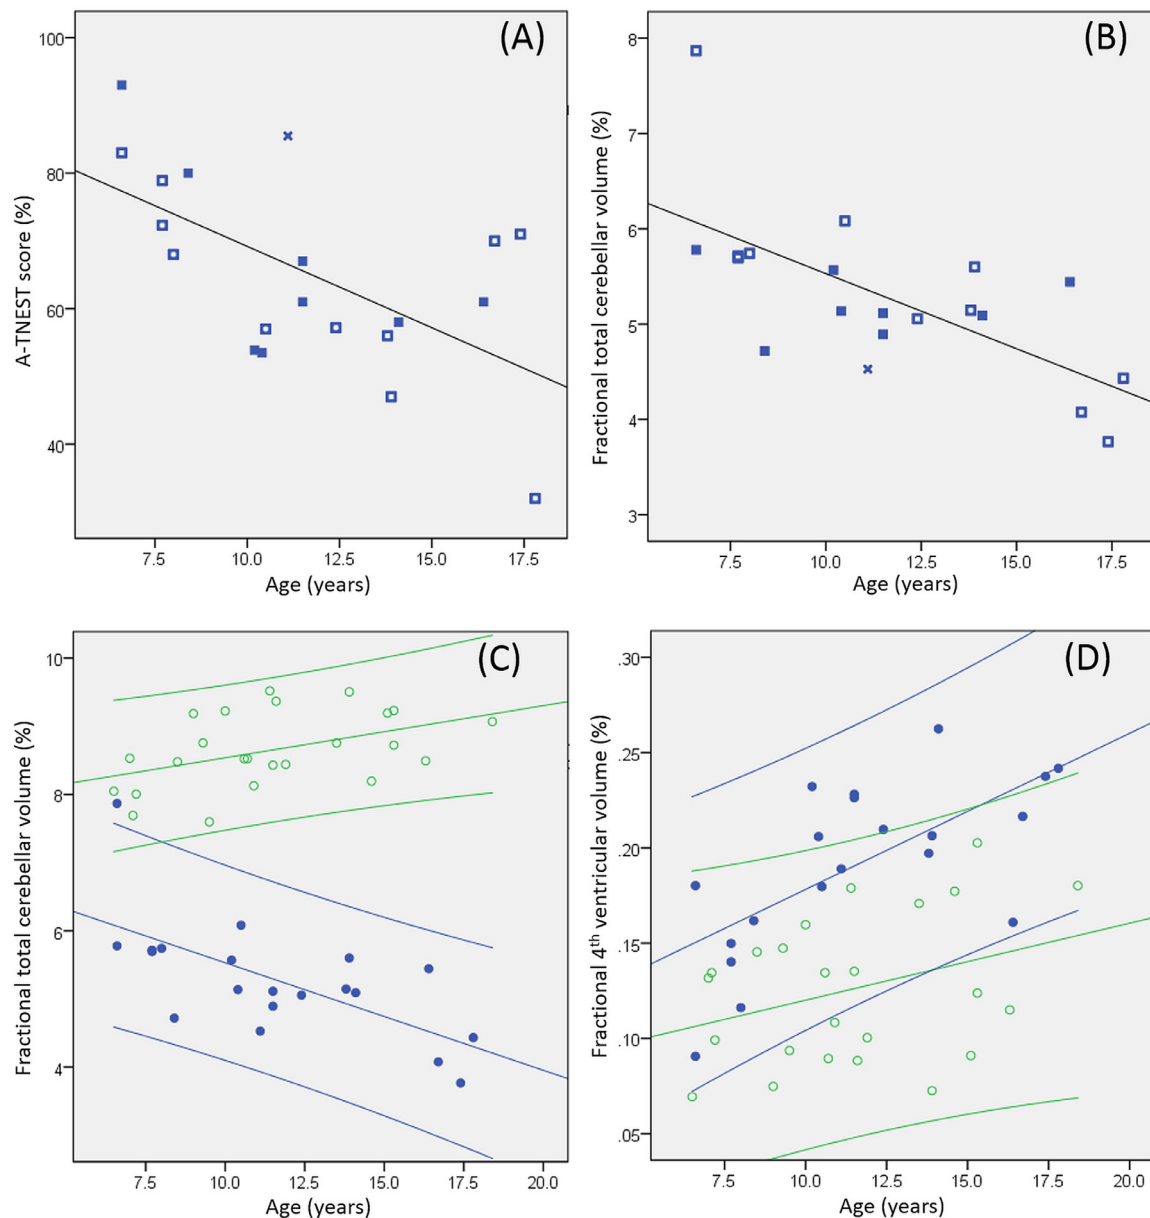 (A)
100
80
60
40
A-TNEST score (%)
7.5 10.0 12.5 15.0 17.5
Age (years)
(B)
8
7
6
5
4
3
Fractional total cerebellar volume (%)
7.5 10.0 12.5 15.0 17.5
Age (years)
(C)
10
8
6
4
Fractional total cerebellar volume (%)
7.5 10.0 12.5 15.0 17.5 20.0
Age (years)
(D)
.30
.25
.20
.15
.10
.05
Fractional 4th ventricular volume (%)
7.5 10.0 12.5 15.0 17.5 20.0
Age (years)